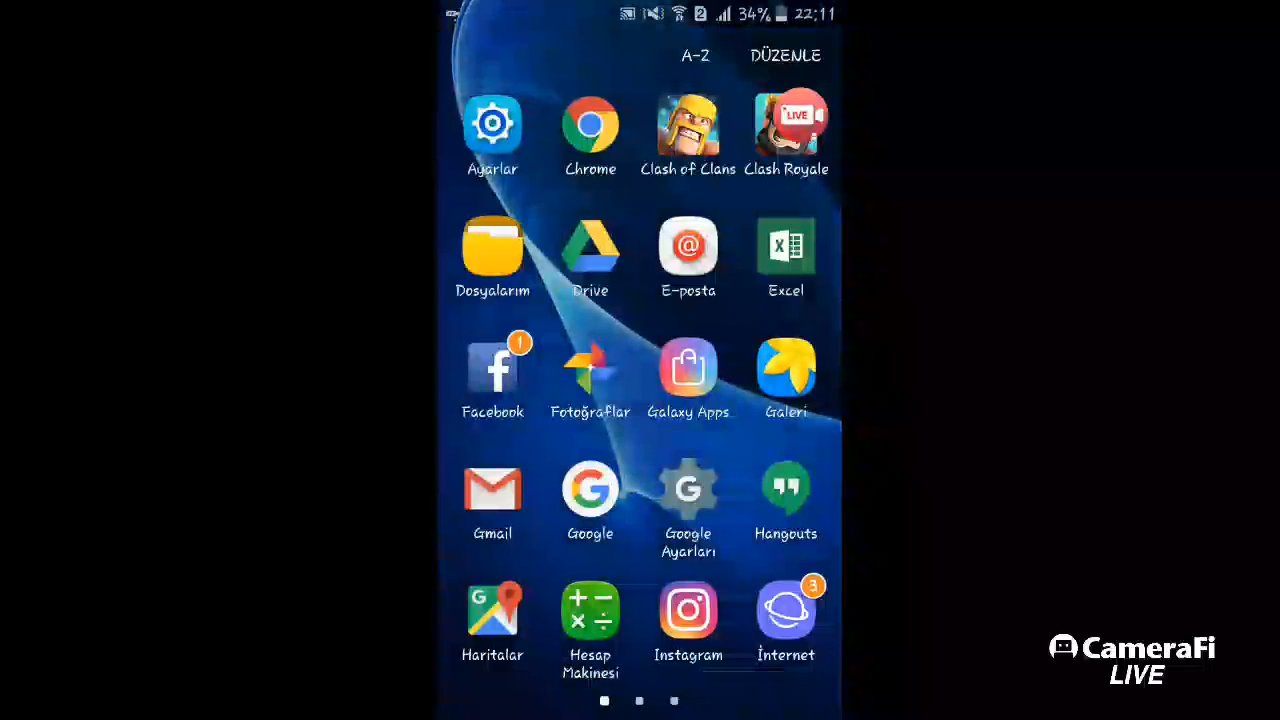 2 34% 22:11
A-Z DÜZENLE
LIVE
Ayarlar Chrome Clash of Clans Clash Royale
Dosyalarım Drive E-posta Excel
1
Facebook Fotoğraflar Galaxy Apps Galeri
Gmail Google Google Ayarları Hangouts
3
Haritalar Hesap Makinesi Instagram İnternet
CameraFi
LIVE